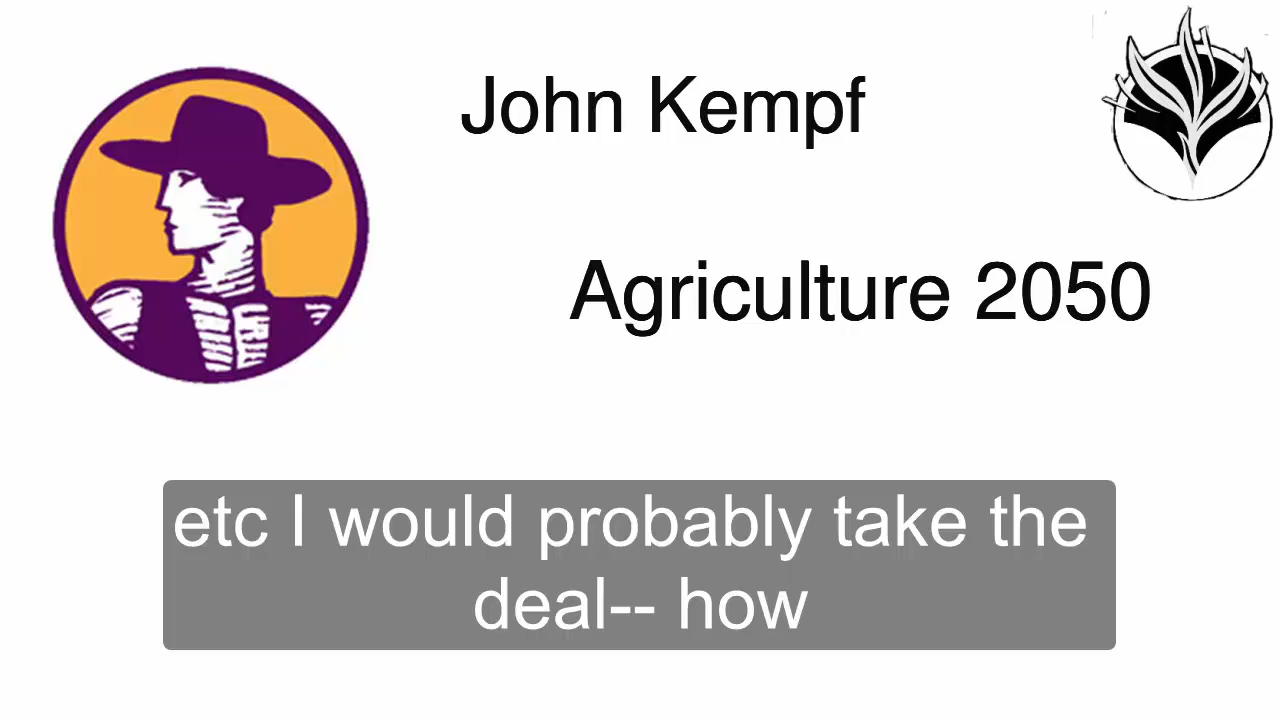 John Kempf
Agriculture 2050
etc I would probably take the
deal-- how